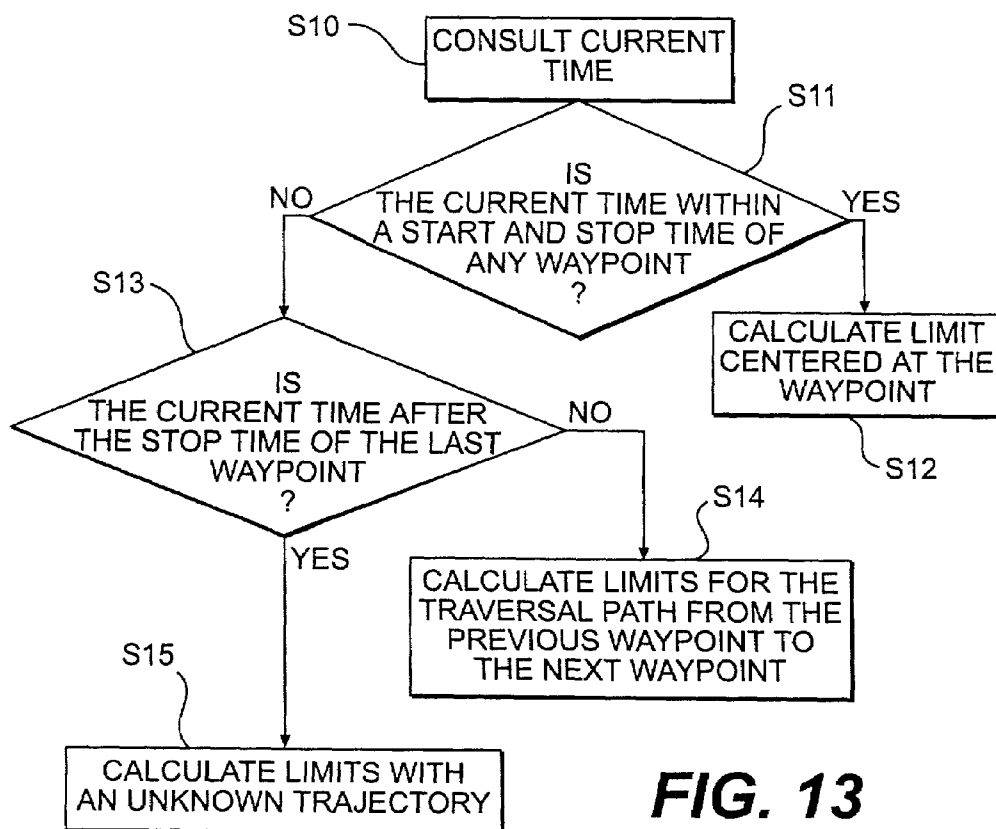 S10
CONSULT CURRENT
TIME
S11
IS
THE CURRENT TIME WITHIN
A START AND STOP TIME OF
ANY WAYPOINT
?
NO
YES
S13
CALCULATE LIMIT
CENTERED AT THE
WAYPOINT
S12
IS
THE CURRENT TIME AFTER
THE STOP TIME OF THE LAST
WAYPOINT
?
NO
YES
S14
CALCULATE LIMITS FOR THE
TRAVERSAL PATH FROM THE
PREVIOUS WAYPOINT TO
THE NEXT WAYPOINT
S15
CALCULATE LIMITS WITH
AN UNKNOWN TRAJECTORY
FIG. 13